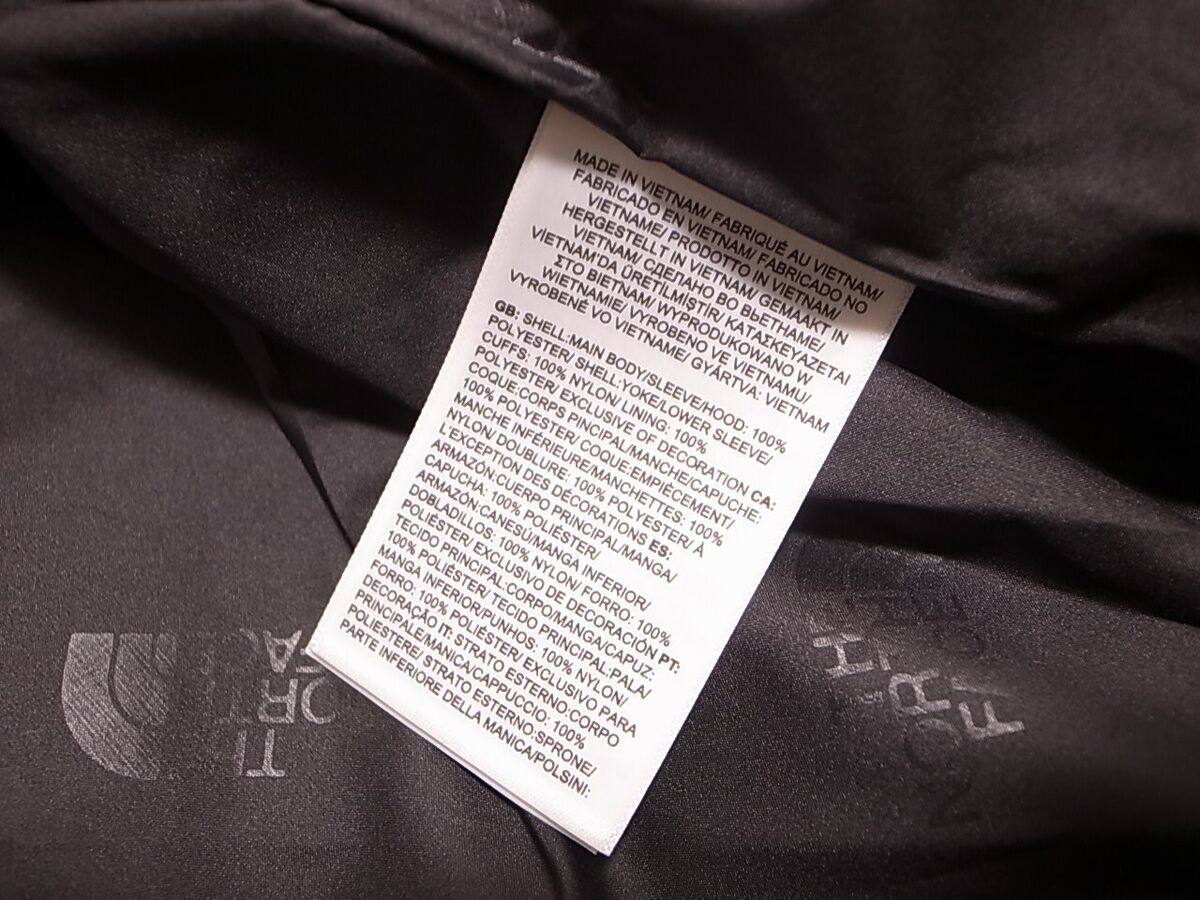 MADE IN VIETNAM/ FABRIQUÉ AU VIETNAM/
FABRICADO EN VIETNAM/ FABRICADO NO
VIETNAME/ PRODOTTO IN VIETNAM/
HERGESTELLT IN VIETNAM/ GEMAAKT IN
VIETNAM/ СДЕЛАНО ВО ВЬЕТНАМЕ/
VİETNAM'DA ÜRETİLMİŞTİR/ ΚΑΤΑΣΚΕΥΑΖΕΤΑΙ
ΣΤΟ ΒΙΕΤΝΑΜ/ WYPRODUKOWANO W
WIETNAMIE/ VYROBENO VE VIETNAMU/
VYROBENÉ VO VIETNAME/ GYÁRTVA: VIETNAM
GB: SHELL:MAIN BODY/SLEEVE/HOOD: 100%
POLYESTER/ SHELL:YOKE/LOWER SLEEVE/
CUFFS: 100% NYLON/ LINING: 100%
POLYESTER/ EXCLUSIVE OF DECORATION CA:
COQUE:CORPS PINCIPAL/MANCHE/CAPUCHE:
100% POLYESTER/ COQUE:EMPIÈCEMENT/
MANCHE INFÉRIEURE/MANCHETTES: 100%
NYLON/ DOUBLURE: 100% POLYESTER/ À
L'EXCEPTION DES DÉCORATIONS ES:
ARMAZÓN:CUERPO PRINCIPAL/MANGA/
CAPUCHA: 100% POLIÉSTER/
ARMAZÓN:CANESÚ/MANGA INFERIOR/
DOBLADILLOS: 100% NYLON/ FORRO: 100%
POLIÉSTER/ EXCLUSIVO DE DECORACIÓN PT:
TECIDO PRINCIPAL:CORPO/MANGA/CAPUZ:
100% POLIÉSTER/ TECIDO PRINCIPAL:PALA/
MANGA INFERIOR/PUNHOS: 100% NYLON/
FORRO: 100% POLIÉSTER/ EXCLUSIVO PARA
DECORAÇÃO IT: STRATO ESTERNO:CORPO
PRINCIPALE/MANICA/CAPPUCCIO: 100%
POLIESTERE/ STRATO ESTERNO:SPRONE/
PARTE INFERIORE DELLA MANICA/POLSINI: